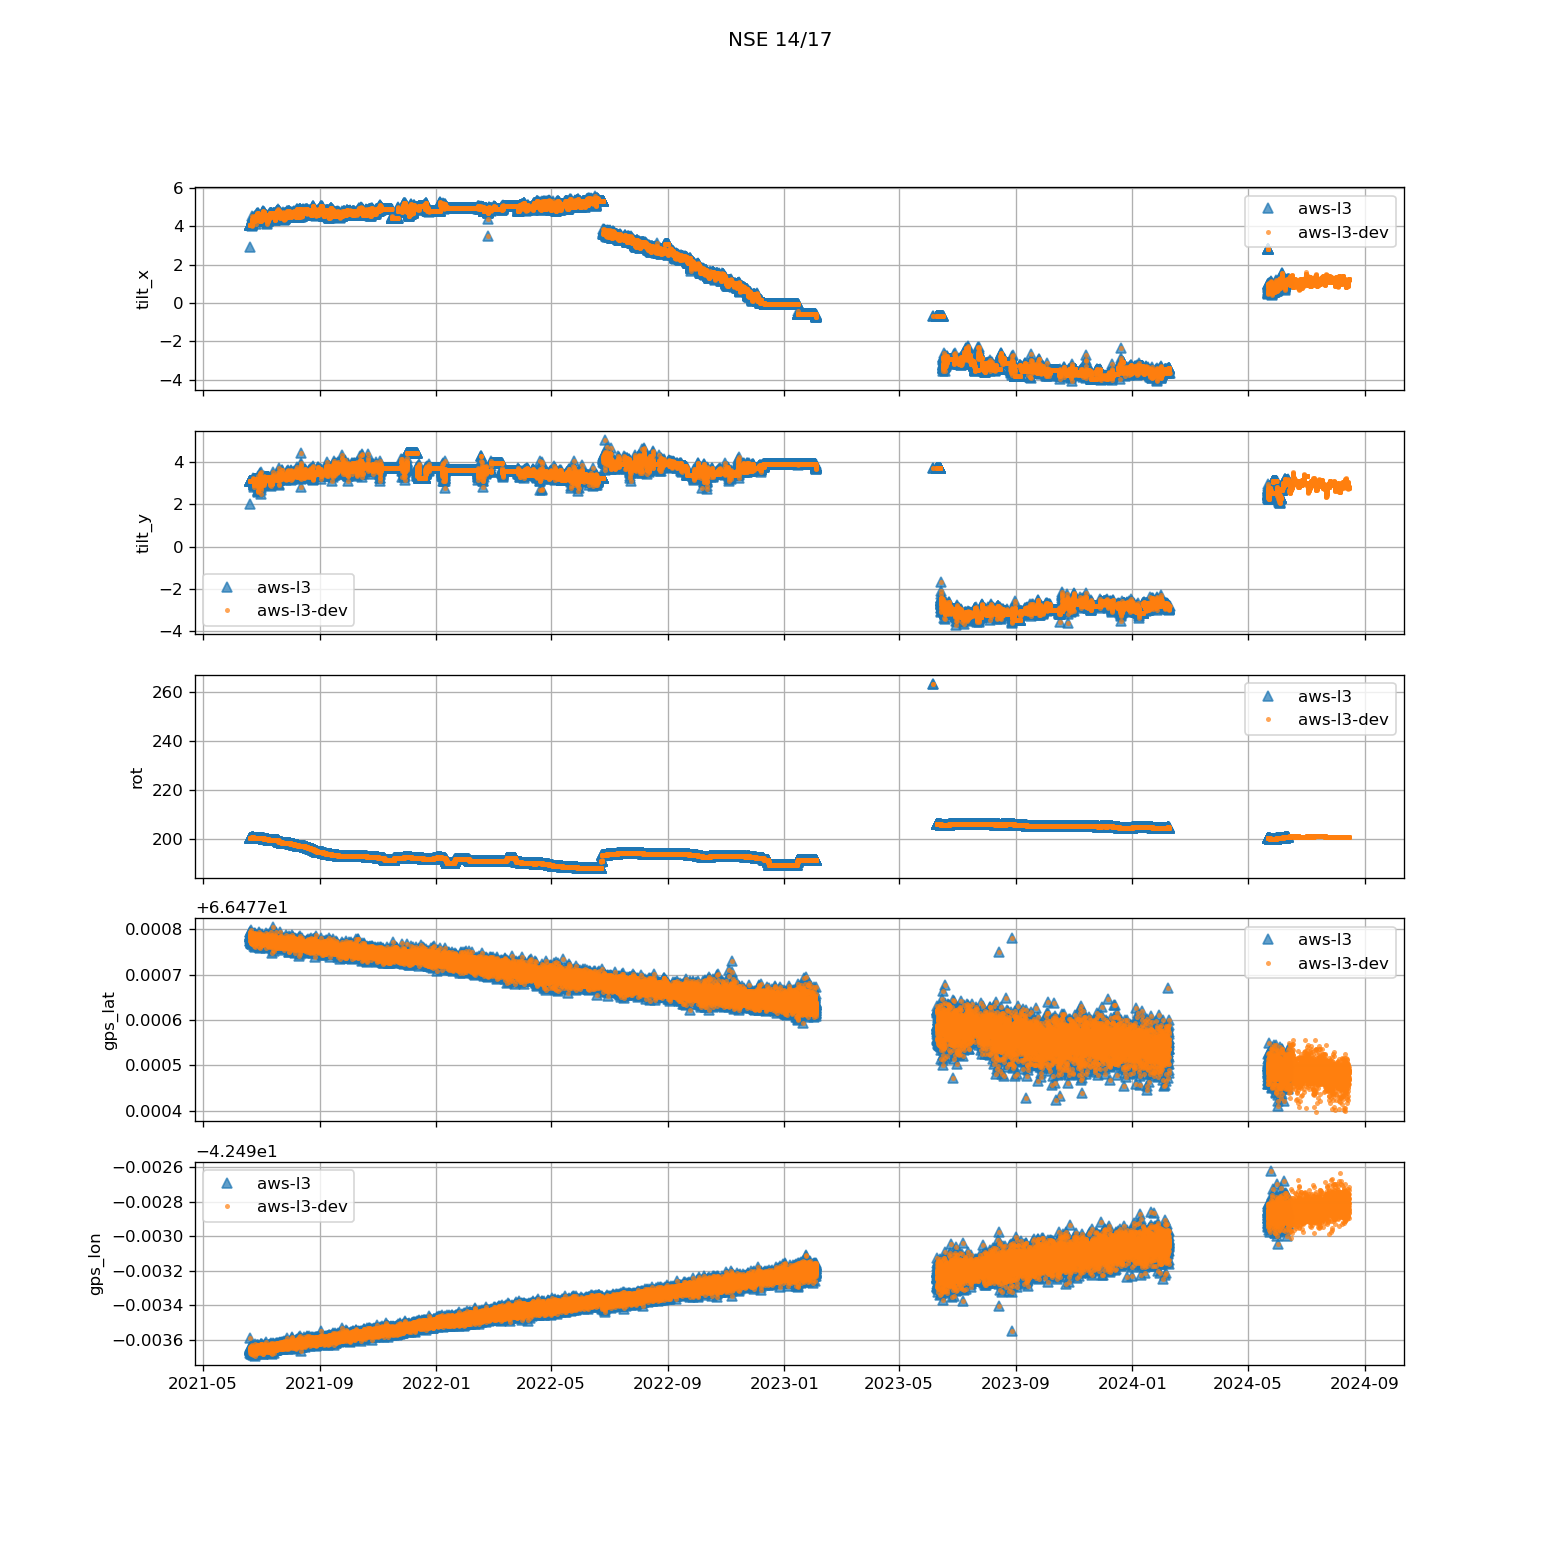 NSE 14/17
6
4
2
0
−2
−4
tilt_x
aws-l3
aws-l3-dev
4
2
0
−2
−4
tilt_y
aws-l3
aws-l3-dev
260
240
220
200
rot
aws-l3
aws-l3-dev
+6.6477e1
0.0008
0.0007
0.0006
0.0005
0.0004
gps_lat
aws-l3
aws-l3-dev
−4.249e1
−0.0026
−0.0028
−0.0030
−0.0032
−0.0034
−0.0036
gps_lon
aws-l3
aws-l3-dev
2021-05 2021-09 2022-01 2022-05 2022-09 2023-01 2023-05 2023-09 2024-01 2024-05 2024-09